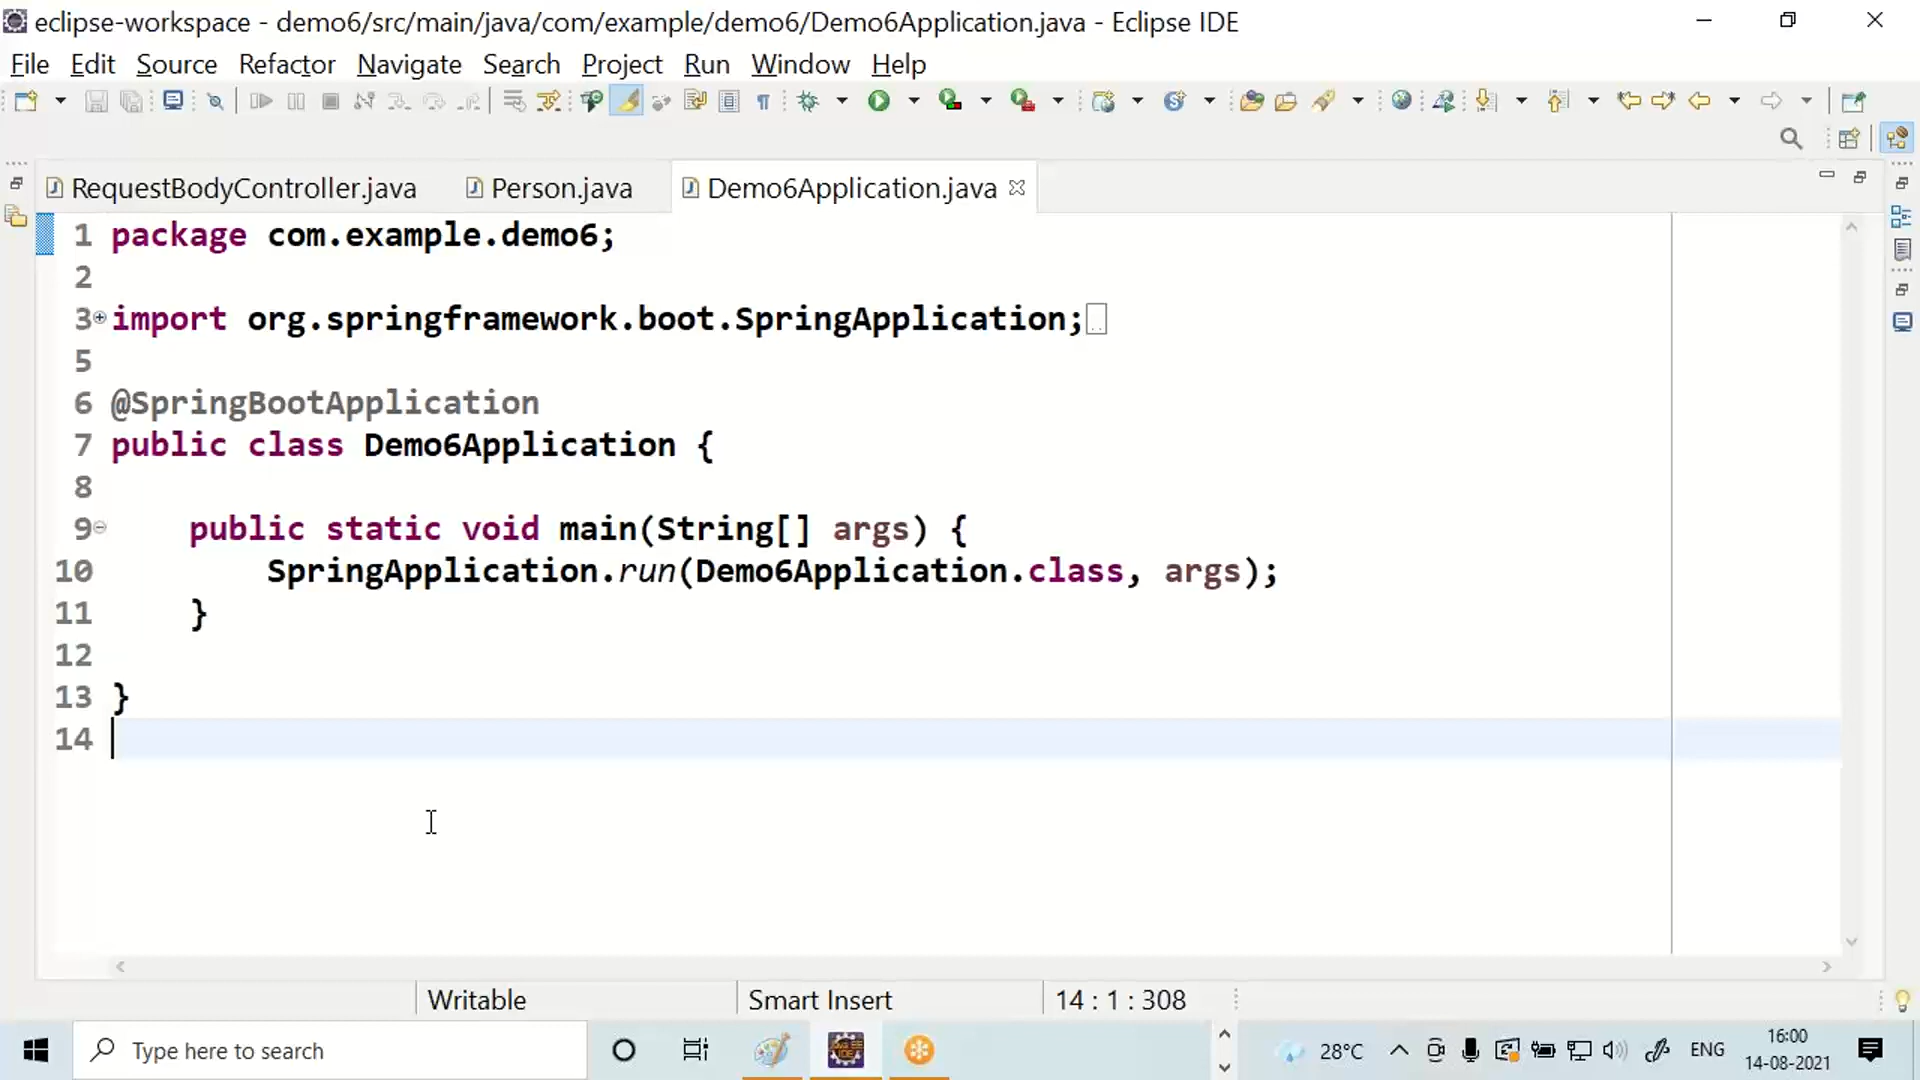 eclipse-workspace - demo6/src/main/java/com/example/demo6/Demo6Application.java - Eclipse IDE
File Edit Source Refactor Navigate Search Project Run Window Help
RequestBodyController.java Person.java Demo6Application.java
1 package com.example.demo6;
2
3 import org.springframework.boot.SpringApplication;
5
6 @SpringBootApplication
7 public class Demo6Application {
8
9 public static void main(String[] args) {
10 SpringApplication.run(Demo6Application.class, args);
11 }
12
13 }
14
Writable Smart Insert 14 : 1 : 308
Type here to search 28°C ENG 16:00
14-08-2021